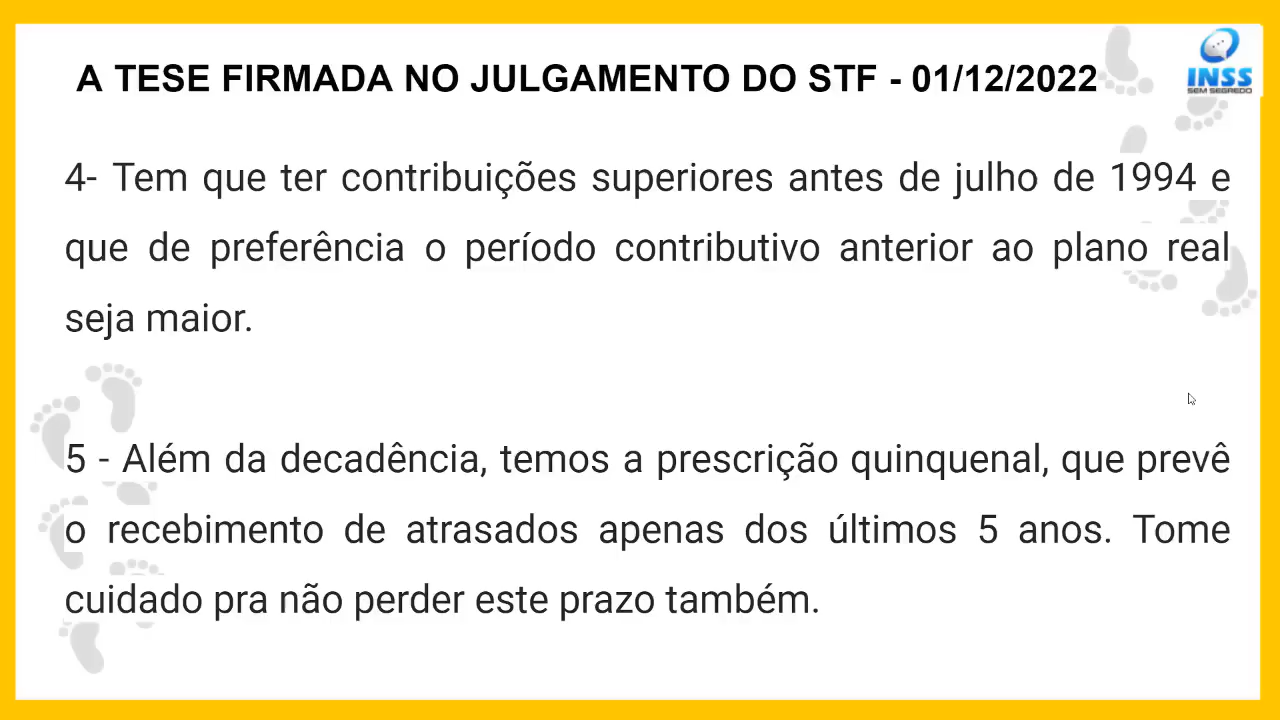 A TESE FIRMADA NO JULGAMENTO DO STF - 01/12/2022
INSS
SEM SEGREDO
4- Tem que ter contribuições superiores antes de julho de 1994 e
que de preferência o período contributivo anterior ao plano real
seja maior.
5 - Além da decadência, temos a prescrição quinquenal, que prevê
o recebimento de atrasados apenas dos últimos 5 anos. Tome
cuidado pra não perder este prazo também.